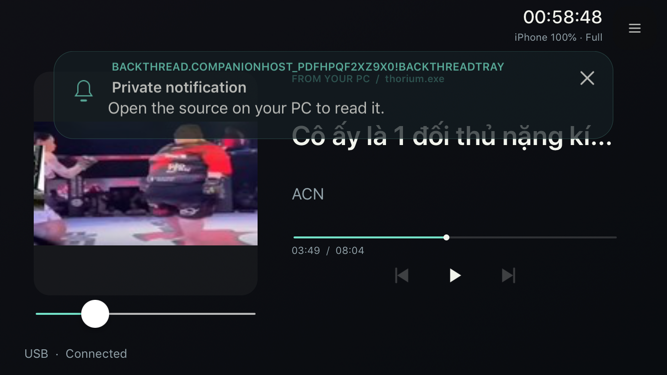 00:58:48
iPhone 100% · Full
BACKTHREAD.COMPANIONHOST_PDFHPQF2XZ9X0!BACKTHREADTRAY
FROM YOUR PC / thorium.exe
Private notification
Open the source on your PC to read it.
Cô ấy là 1 đối thủ nặng kí...
ACN
03:49 / 08:04
USB · Connected